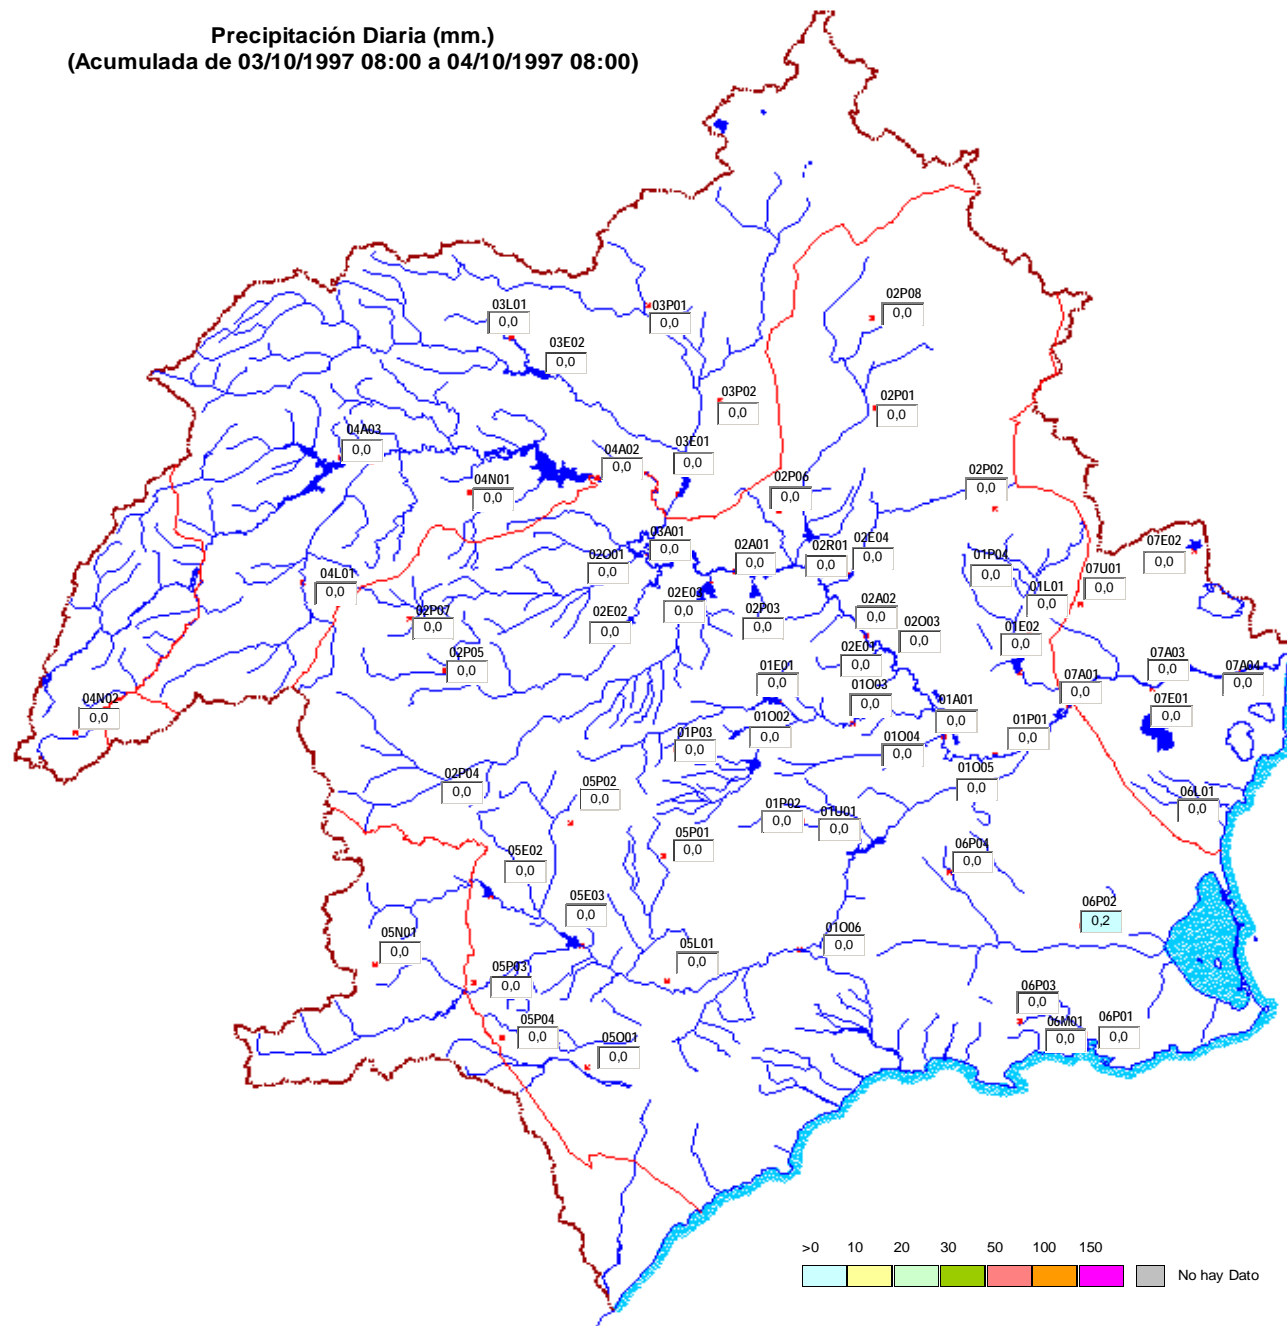 Precipitación Diaria (mm.)
(Acumulada de 03/10/1997 08:00 a 04/10/1997 08:00)
02P08
0,0
03L01
0,0
03P01
0,0
03E02
0,0
03P02
0,0
02P01
0,0
04A03
0,0
04A02
0,0
03E01
0,0
04N01
0,0
02P06
0,0
02P02
0,0
03A01
0,0
02O01
0,0
02A01
0,0
02R01
0,0
02E04
0,0
01P04
0,0
07E02
0,0
07U01
0,0
04L01
0,0
01L01
0,0
02E03
0,0
02P07
0,0
02E02
0,0
02P03
0,0
02A02
0,0
02O03
0,0
01E02
0,0
02P05
0,0
02E01
0,0
01E01
0,0
07A03
0,0
07A04
0,0
07A01
0,0
01O03
0,0
04N02
0,0
01A01
0,0
07E01
0,0
01O02
0,0
01P01
0,0
01P03
0,0
01O04
0,0
02P04
0,0
05P02
0,0
01O05
0,0
06L01
0,0
01P02
0,0
01U01
0,0
05P01
0,0
06P04
0,0
05E02
0,0
05E03
0,0
06P02
0,2
01O06
0,0
05N01
0,0
05L01
0,0
05P03
0,0
06P03
0,0
05P04
0,0
06M01
0,0
06P01
0,0
05O01
0,0
>0 10 20 30 50 100 150
No hay Dato